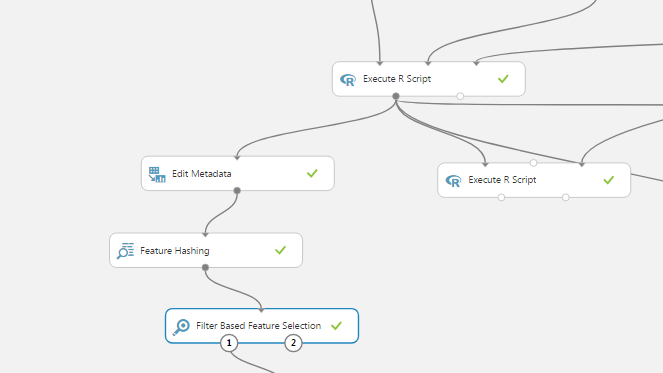 Execute R Script
Edit Metadata
Execute R Script
Feature Hashing
Filter Based Feature Selection
1
2